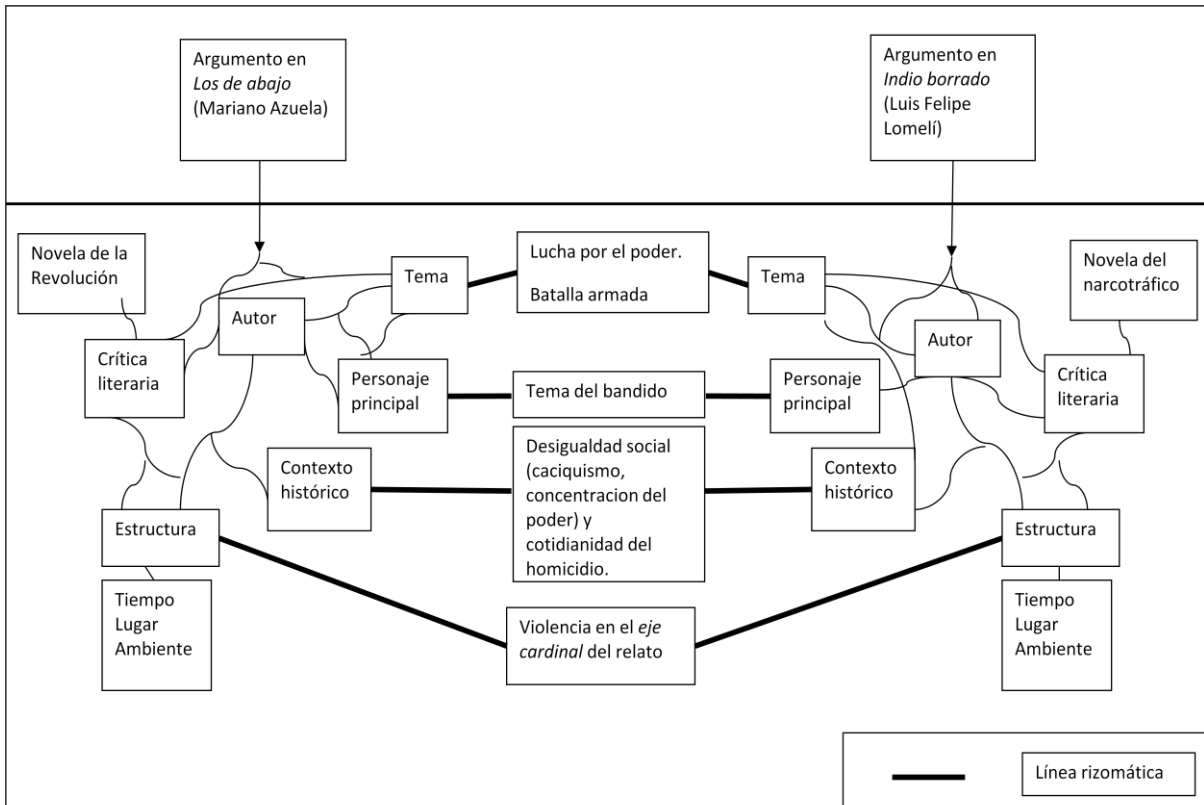 Argumento en
Los de abajo
(Mariano Azuela)
Argumento en
Indio borrado
(Luis Felipe
Lomelí)
Novela de la
Revolución
Tema
Lucha por el poder.
Batalla armada
Tema
Novela del
narcotráfico
Autor
Autor
Crítica
literaria
Personaje
principal
Tema del bandido
Personaje
principal
Crítica
literaria
Contexto
histórico
Desigualdad social
(caciquismo,
concentracion del
poder) y
cotidianidad del
homicidio.
Contexto
histórico
Estructura
Estructura
Tiempo
Lugar
Ambiente
Violencia en el eje
cardinal del relato
Tiempo
Lugar
Ambiente
Línea rizomática